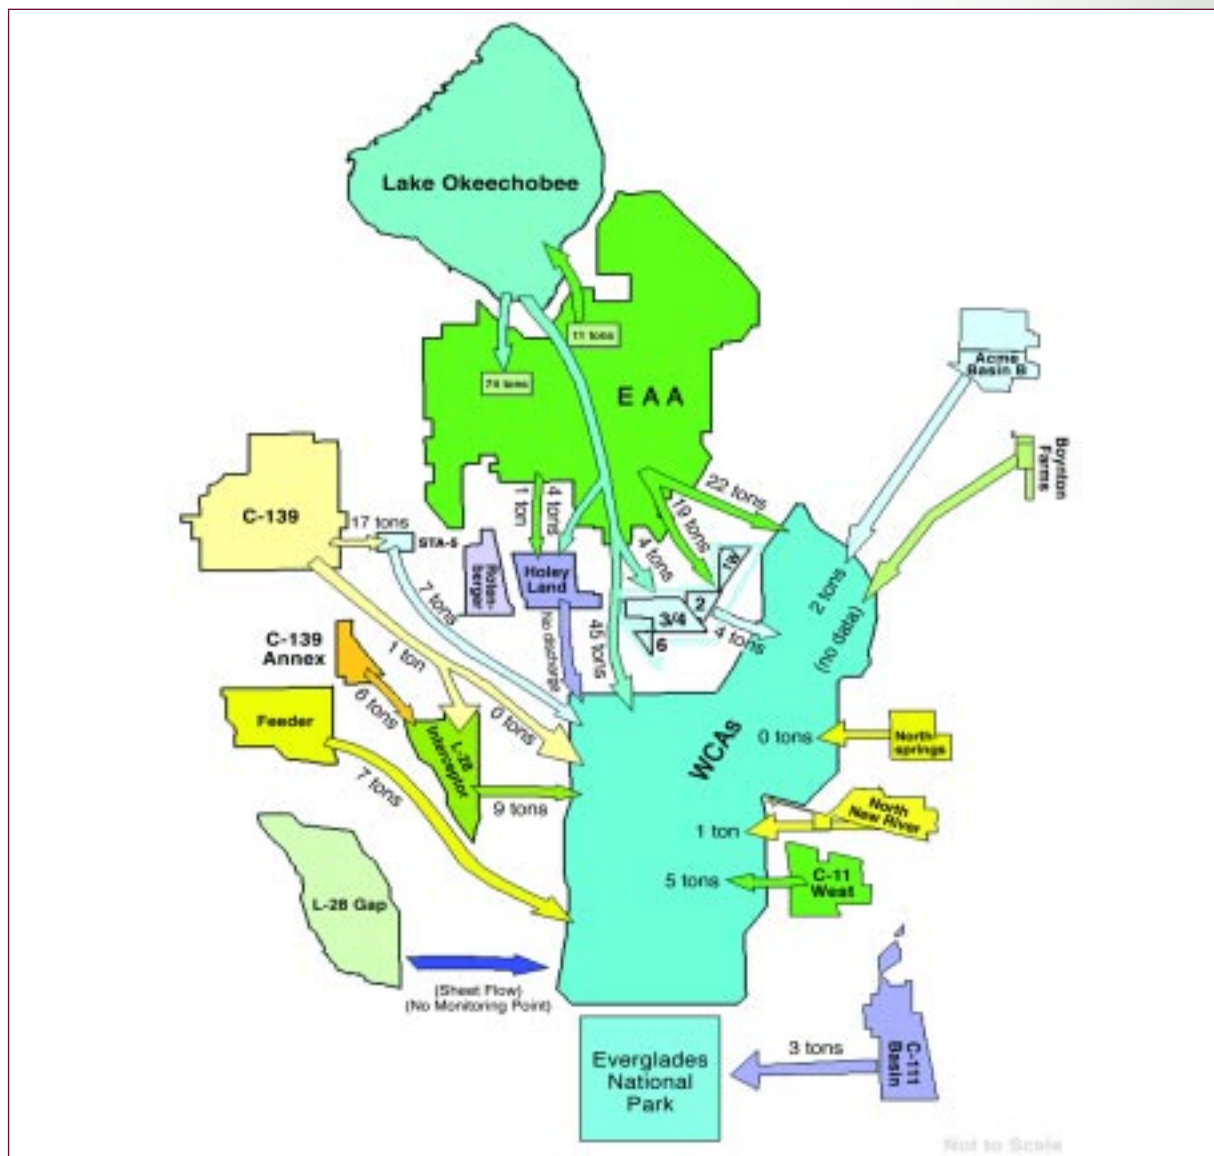 Lake Okeechobee
11 tons
74 tons
E A A
Acme
Basin B
Boynton
Farms
22 tons
19 tons
1 ton
4 tons
4 tons
C-139
17 tons
STA-5
Roten-
berger
Holey
Land
1W
2
3/4
6
4 tons
2 tons
(no data)
7 tons
No discharge
45 tons
C-139
Annex
1 ton
6 tons
0 tons
Feeder
L-28
Interceptor
WCAs
0 tons
North
springs
7 tons
9 tons
North
New River
1 ton
5 tons
C-11
West
L-28 Gap
(Sheet Flow)
(No Monitoring Point)
Everglades
National
Park
3 tons
C-111
Basin
Not to Scale